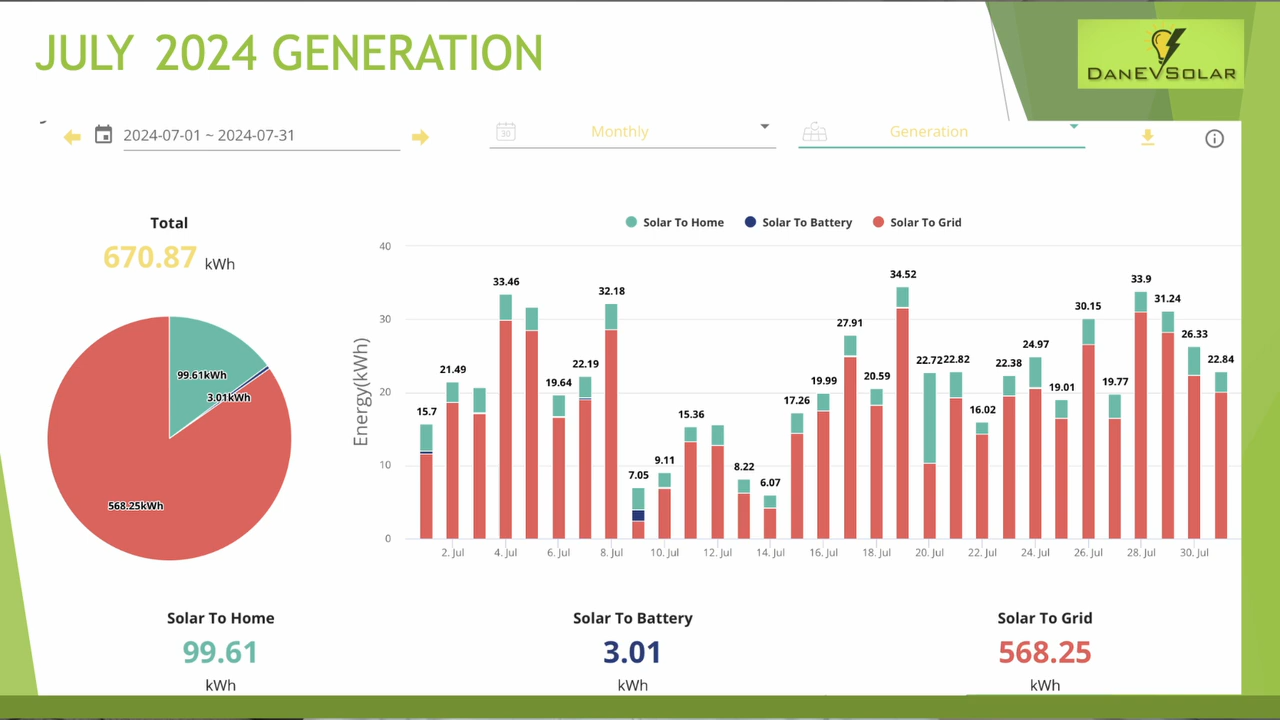 JULY 2024 GENERATION
DANEVSOLAR
2024-07-01 ~ 2024-07-31
30
Monthly
Generation
Total
670.87 kWh
99.61kWh
3.01kWh
568.25kWh
Solar To Home
Solar To Battery
Solar To Grid
Energy(kWh)
40
30
20
10
0
15.7
21.49
33.46
19.64
22.19
32.18
7.05
9.11
15.36
8.22
6.07
17.26
19.99
27.91
20.59
34.52
22.72
22.82
16.02
22.38
24.97
19.01
30.15
19.77
33.9
31.24
26.33
22.84
2. Jul
4. Jul
6. Jul
8. Jul
10. Jul
12. Jul
14. Jul
16. Jul
18. Jul
20. Jul
22. Jul
24. Jul
26. Jul
28. Jul
30. Jul
Solar To Home
99.61
kWh
Solar To Battery
3.01
kWh
Solar To Grid
568.25
kWh